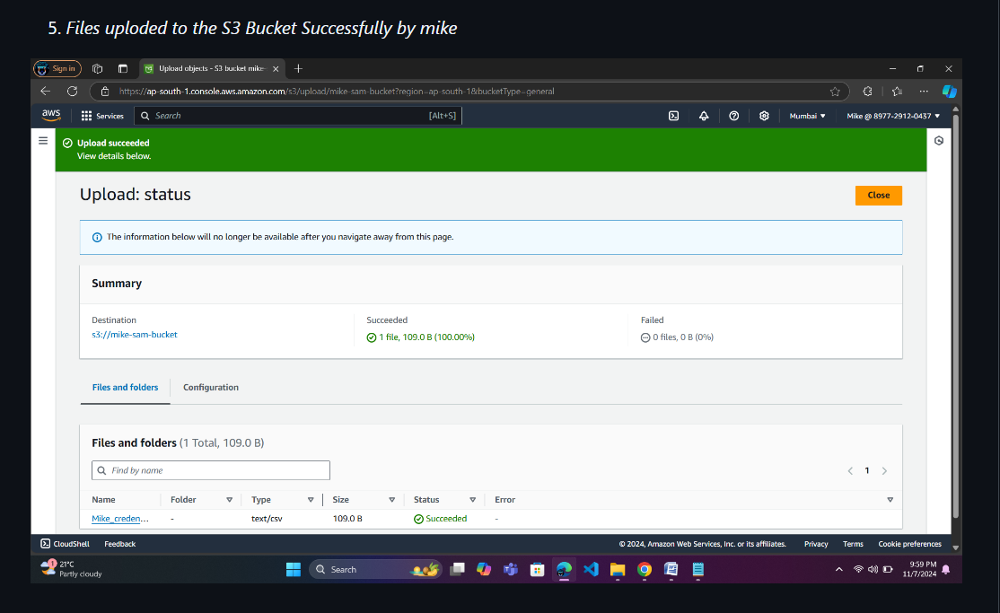 5. Files uploded to the S3 Bucket Successfully by mike
Sign in
Upload objects - S3 bucket mike-
https://ap-south-1.console.aws.amazon.com/s3/upload/mike-sam-bucket?region=ap-south-1&bucketType=general
aws Services Search [Alt+S] Mumbai Mike @ 8977-2912-0437
Upload succeeded
View details below.
Upload: status
Close
The information below will no longer be available after you navigate away from this page.
Summary
Destination Succeeded Failed
s3://mike-sam-bucket 1 file, 109.0 B (100.00%) 0 files, 0 B (0%)
Files and folders Configuration
Files and folders (1 Total, 109.0 B)
Find by name
1
Name Folder Type Size Status Error
Mike_creden... - text/csv 109.0 B Succeeded -
CloudShell Feedback © 2024, Amazon Web Services, Inc. or its affiliates. Privacy Terms Cookie preferences
1
21°C
Partly cloudy
Search
9:59 PM
11/7/2024